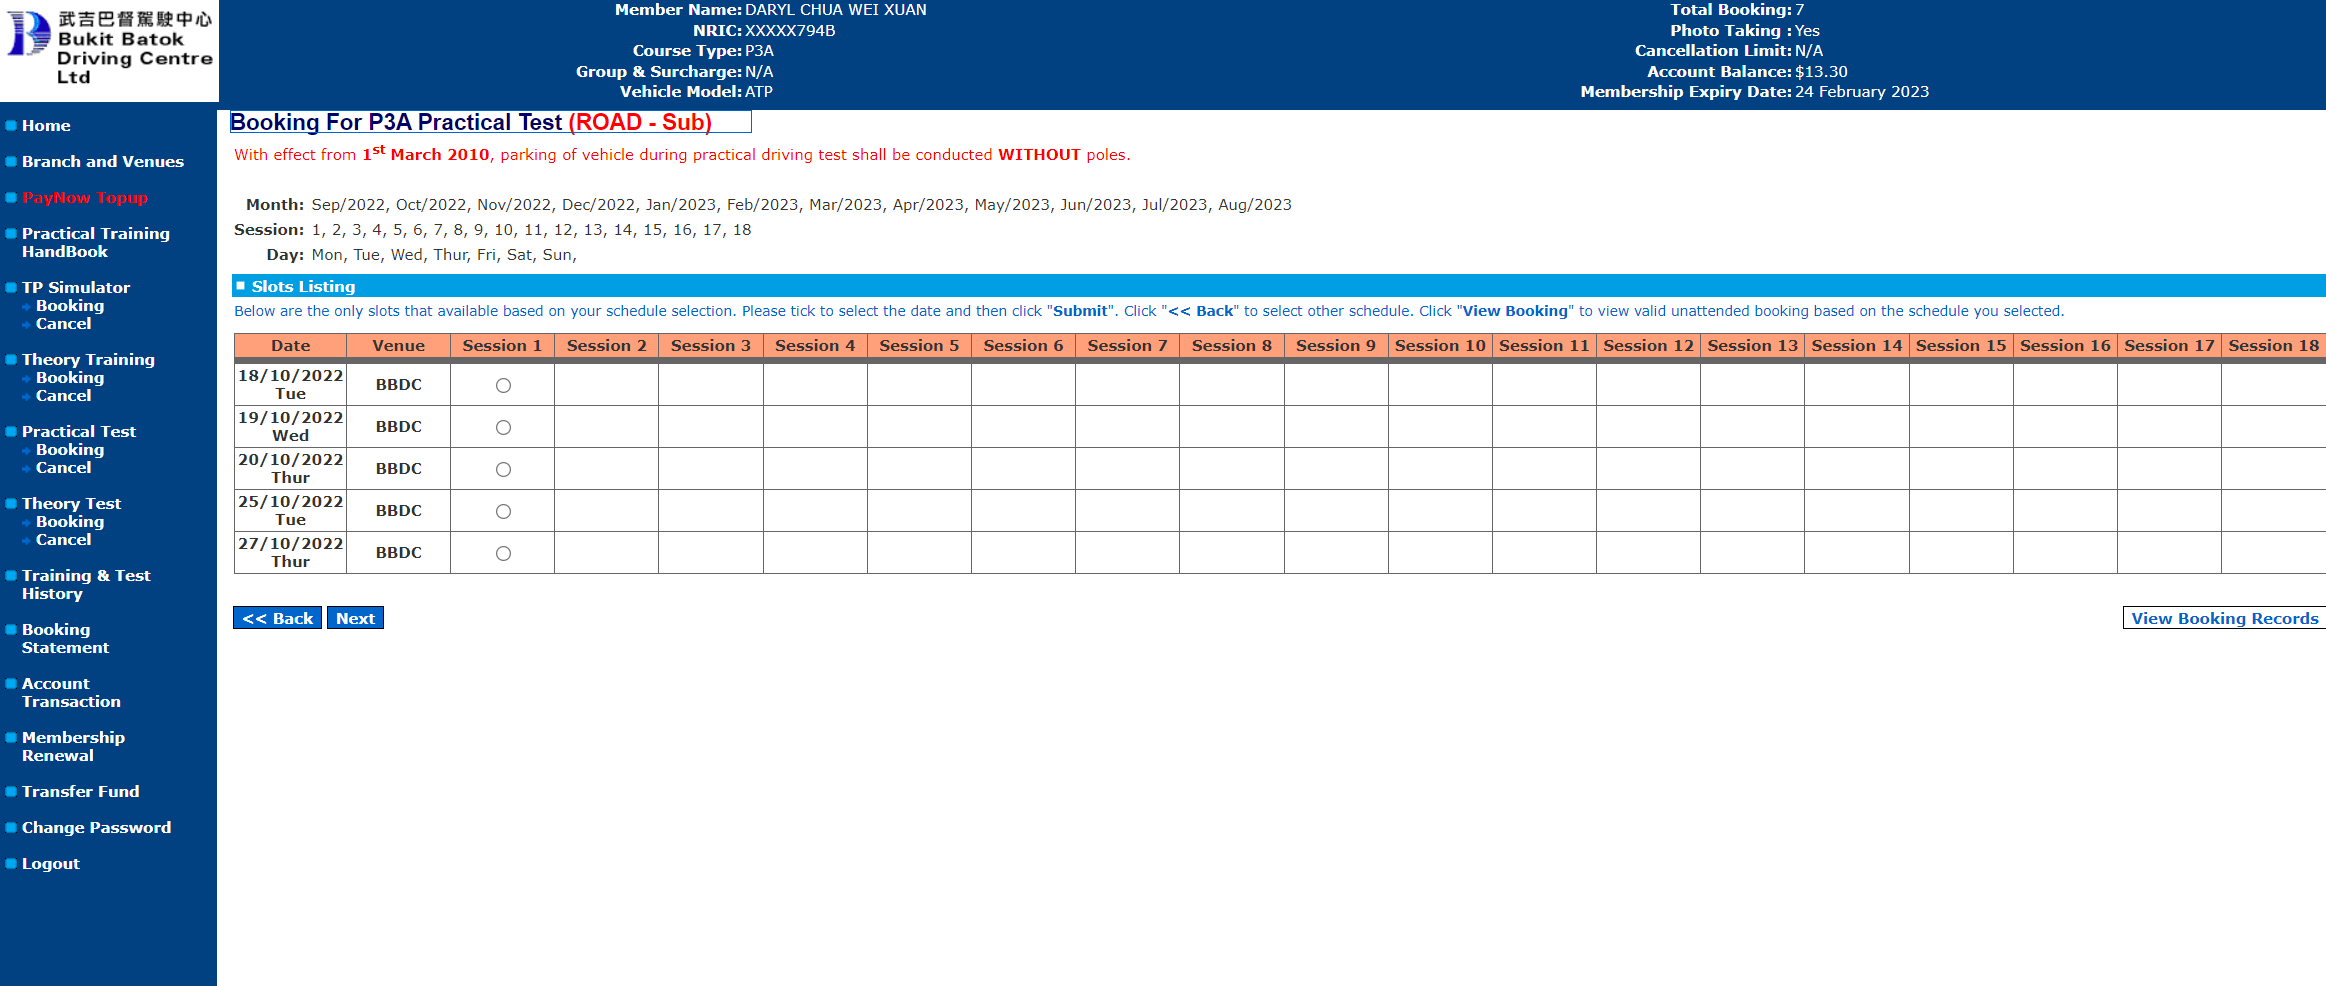 武吉巴督駕駛中心
Bukit Batok
Driving Centre
Ltd
Member Name: DARYL CHUA WEI XUAN
NRIC: XXXXX794B
Course Type: P3A
Group & Surcharge: N/A
Vehicle Model: ATP
Total Booking: 7
Photo Taking : Yes
Cancellation Limit: N/A
Account Balance: $13.30
Membership Expiry Date: 24 February 2023
Home
Branch and Venues
PayNow Topup
Practical Training
HandBook
TP Simulator
Booking
Cancel
Theory Training
Booking
Cancel
Practical Test
Booking
Cancel
Theory Test
Booking
Cancel
Training & Test
History
Booking
Statement
Account
Transaction
Membership
Renewal
Transfer Fund
Change Password
Logout
Booking For P3A Practical Test (ROAD - Sub)
With effect from 1st March 2010, parking of vehicle during practical driving test shall be conducted WITHOUT poles.
Month: Sep/2022, Oct/2022, Nov/2022, Dec/2022, Jan/2023, Feb/2023, Mar/2023, Apr/2023, May/2023, Jun/2023, Jul/2023, Aug/2023
Session: 1, 2, 3, 4, 5, 6, 7, 8, 9, 10, 11, 12, 13, 14, 15, 16, 17, 18
Day: Mon, Tue, Wed, Thur, Fri, Sat, Sun,
Slots Listing
Below are the only slots that available based on your schedule selection. Please tick to select the date and then click "Submit". Click "<< Back" to select other schedule. Click "View Booking" to view valid unattended booking based on the schedule you selected.
Date Venue Session 1 Session 2 Session 3 Session 4 Session 5 Session 6 Session 7 Session 8 Session 9 Session 10 Session 11 Session 12 Session 13 Session 14 Session 15 Session 16 Session 17 Session 18
18/10/2022
Tue
BBDC
19/10/2022
Wed
BBDC
20/10/2022
Thur
BBDC
25/10/2022
Tue
BBDC
27/10/2022
Thur
BBDC
<< Back Next View Booking Records